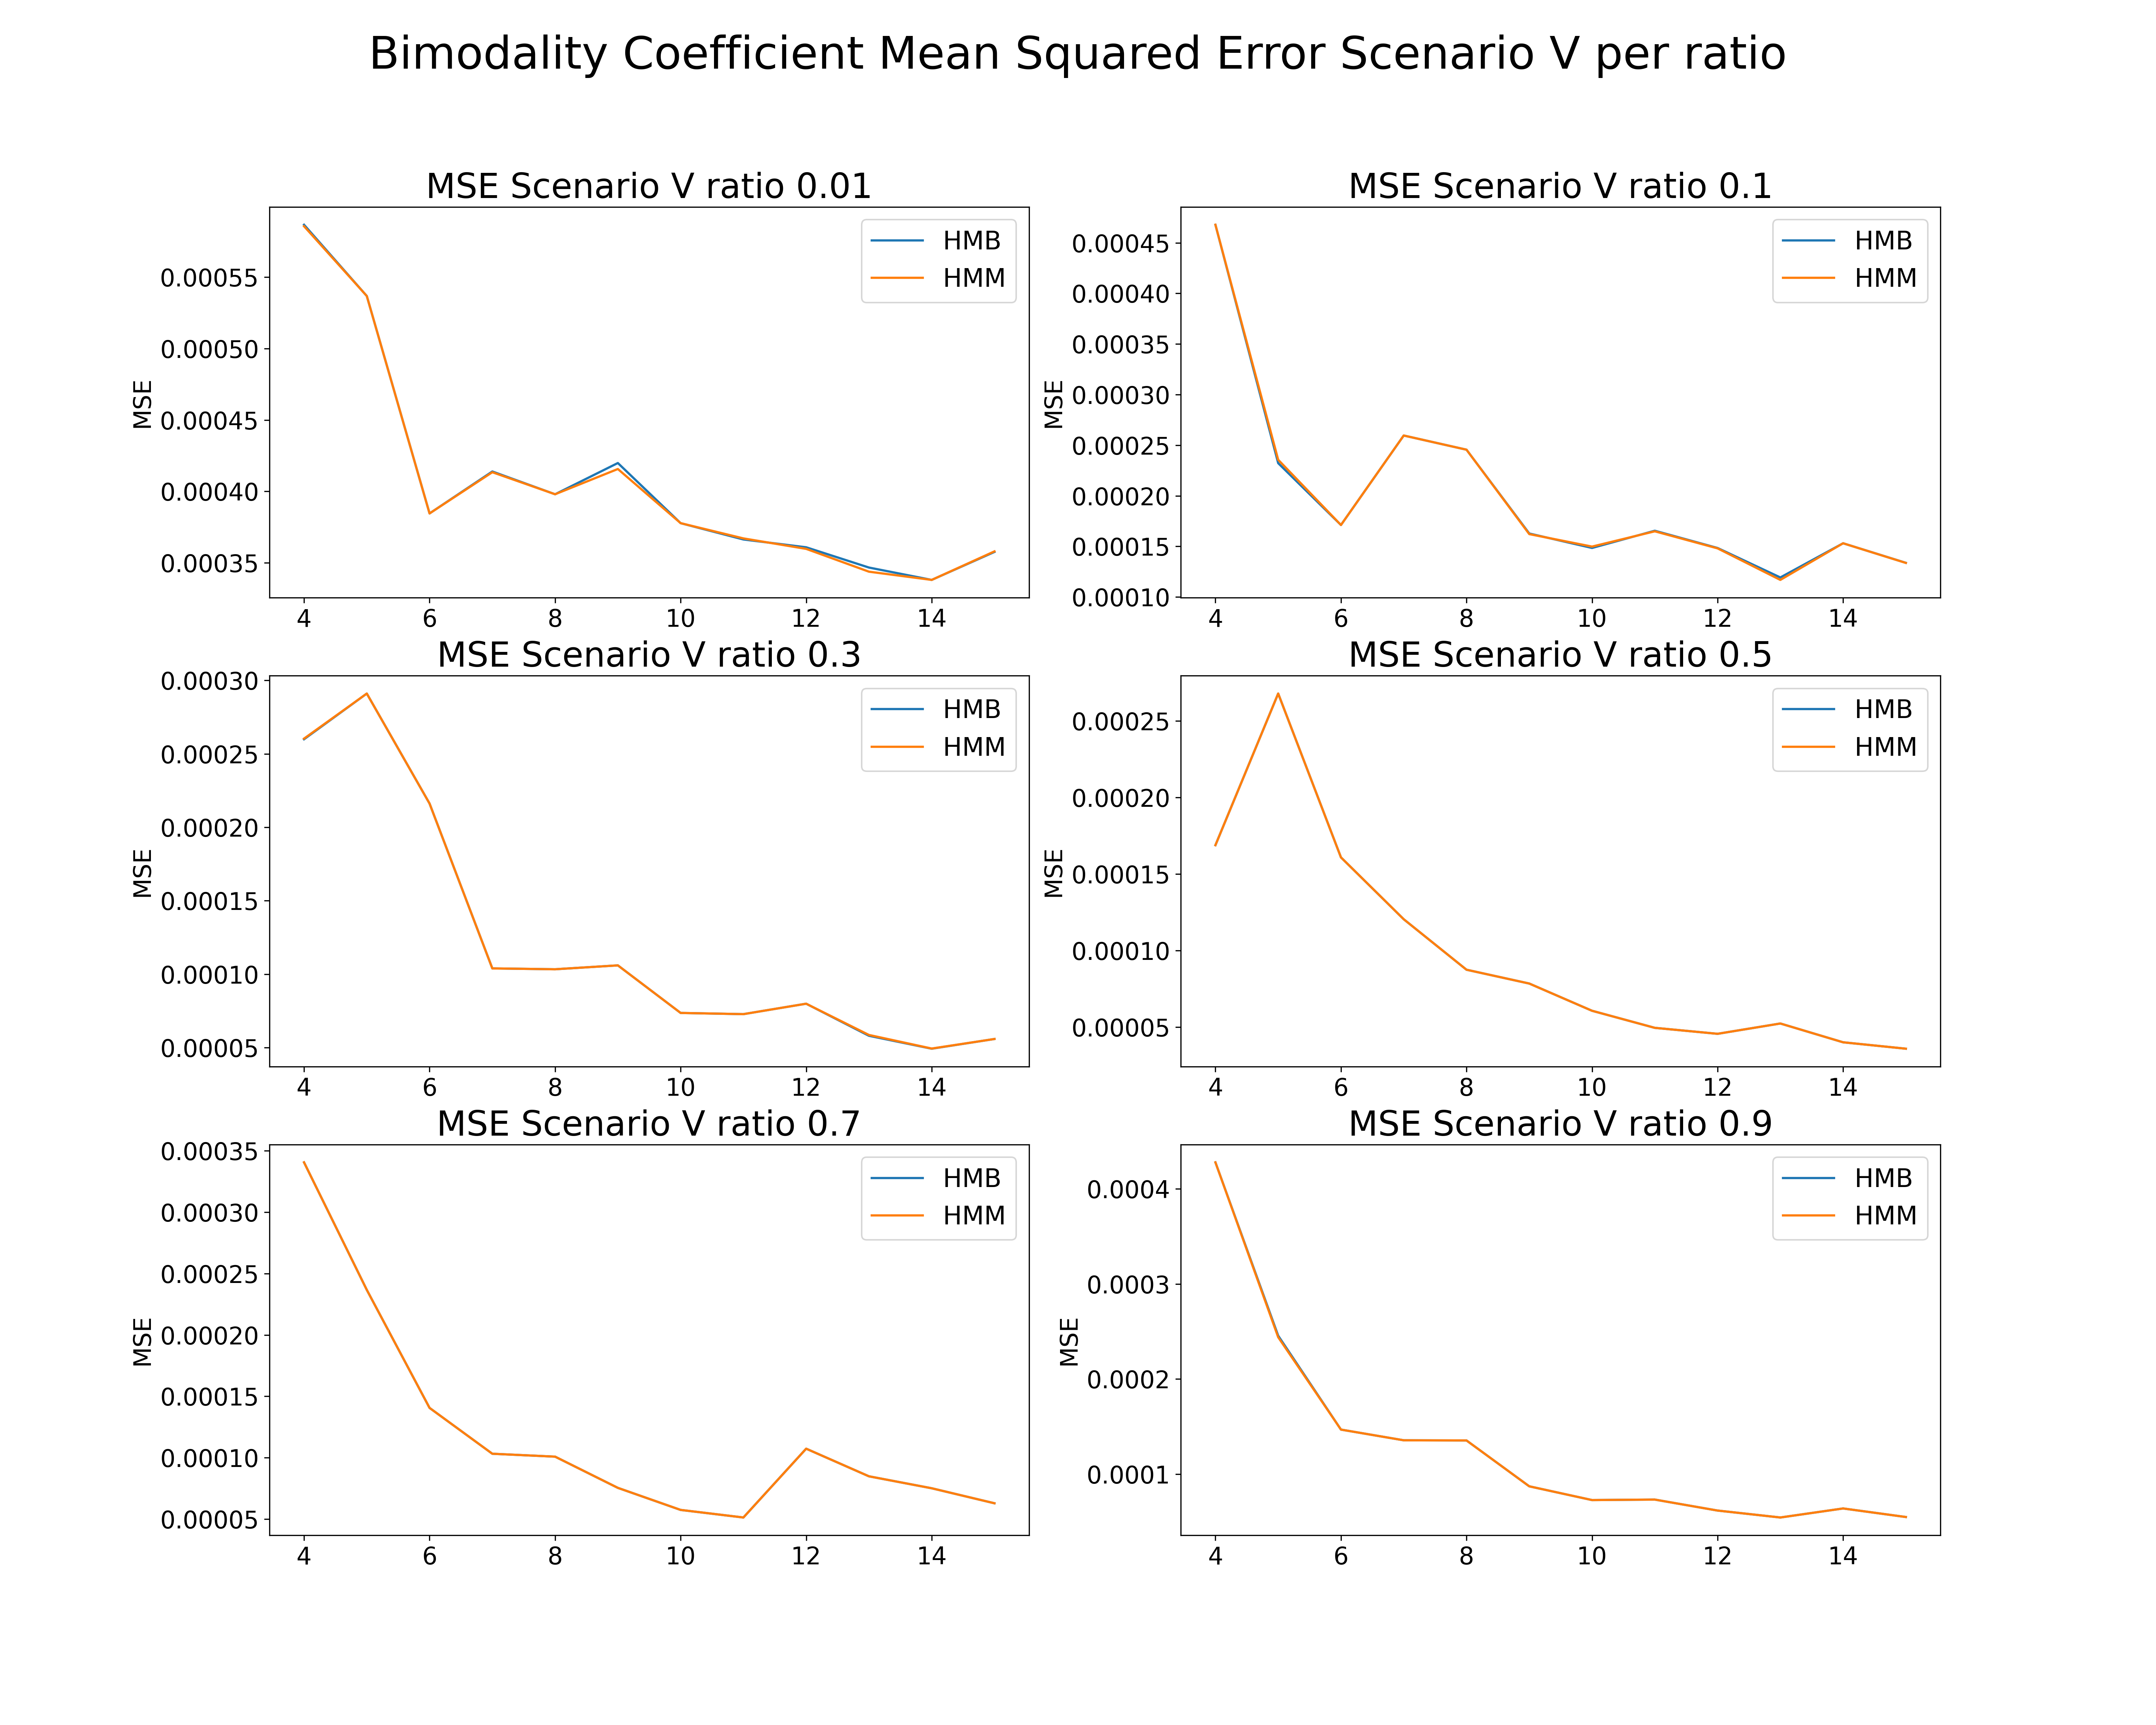 Bimodality Coefficient Mean Squared Error Scenario V per ratio
MSE Scenario V ratio 0.01
MSE
0.00055
0.00050
0.00045
0.00040
0.00035
4 6 8 10 12 14
HMB
HMM
MSE Scenario V ratio 0.1
MSE
0.00045
0.00040
0.00035
0.00030
0.00025
0.00020
0.00015
0.00010
4 6 8 10 12 14
HMB
HMM
MSE Scenario V ratio 0.3
MSE
0.00030
0.00025
0.00020
0.00015
0.00010
0.00005
4 6 8 10 12 14
HMB
HMM
MSE Scenario V ratio 0.5
MSE
0.00025
0.00020
0.00015
0.00010
0.00005
4 6 8 10 12 14
HMB
HMM
MSE Scenario V ratio 0.7
MSE
0.00035
0.00030
0.00025
0.00020
0.00015
0.00010
0.00005
4 6 8 10 12 14
HMB
HMM
MSE Scenario V ratio 0.9
MSE
0.0004
0.0003
0.0002
0.0001
4 6 8 10 12 14
HMB
HMM